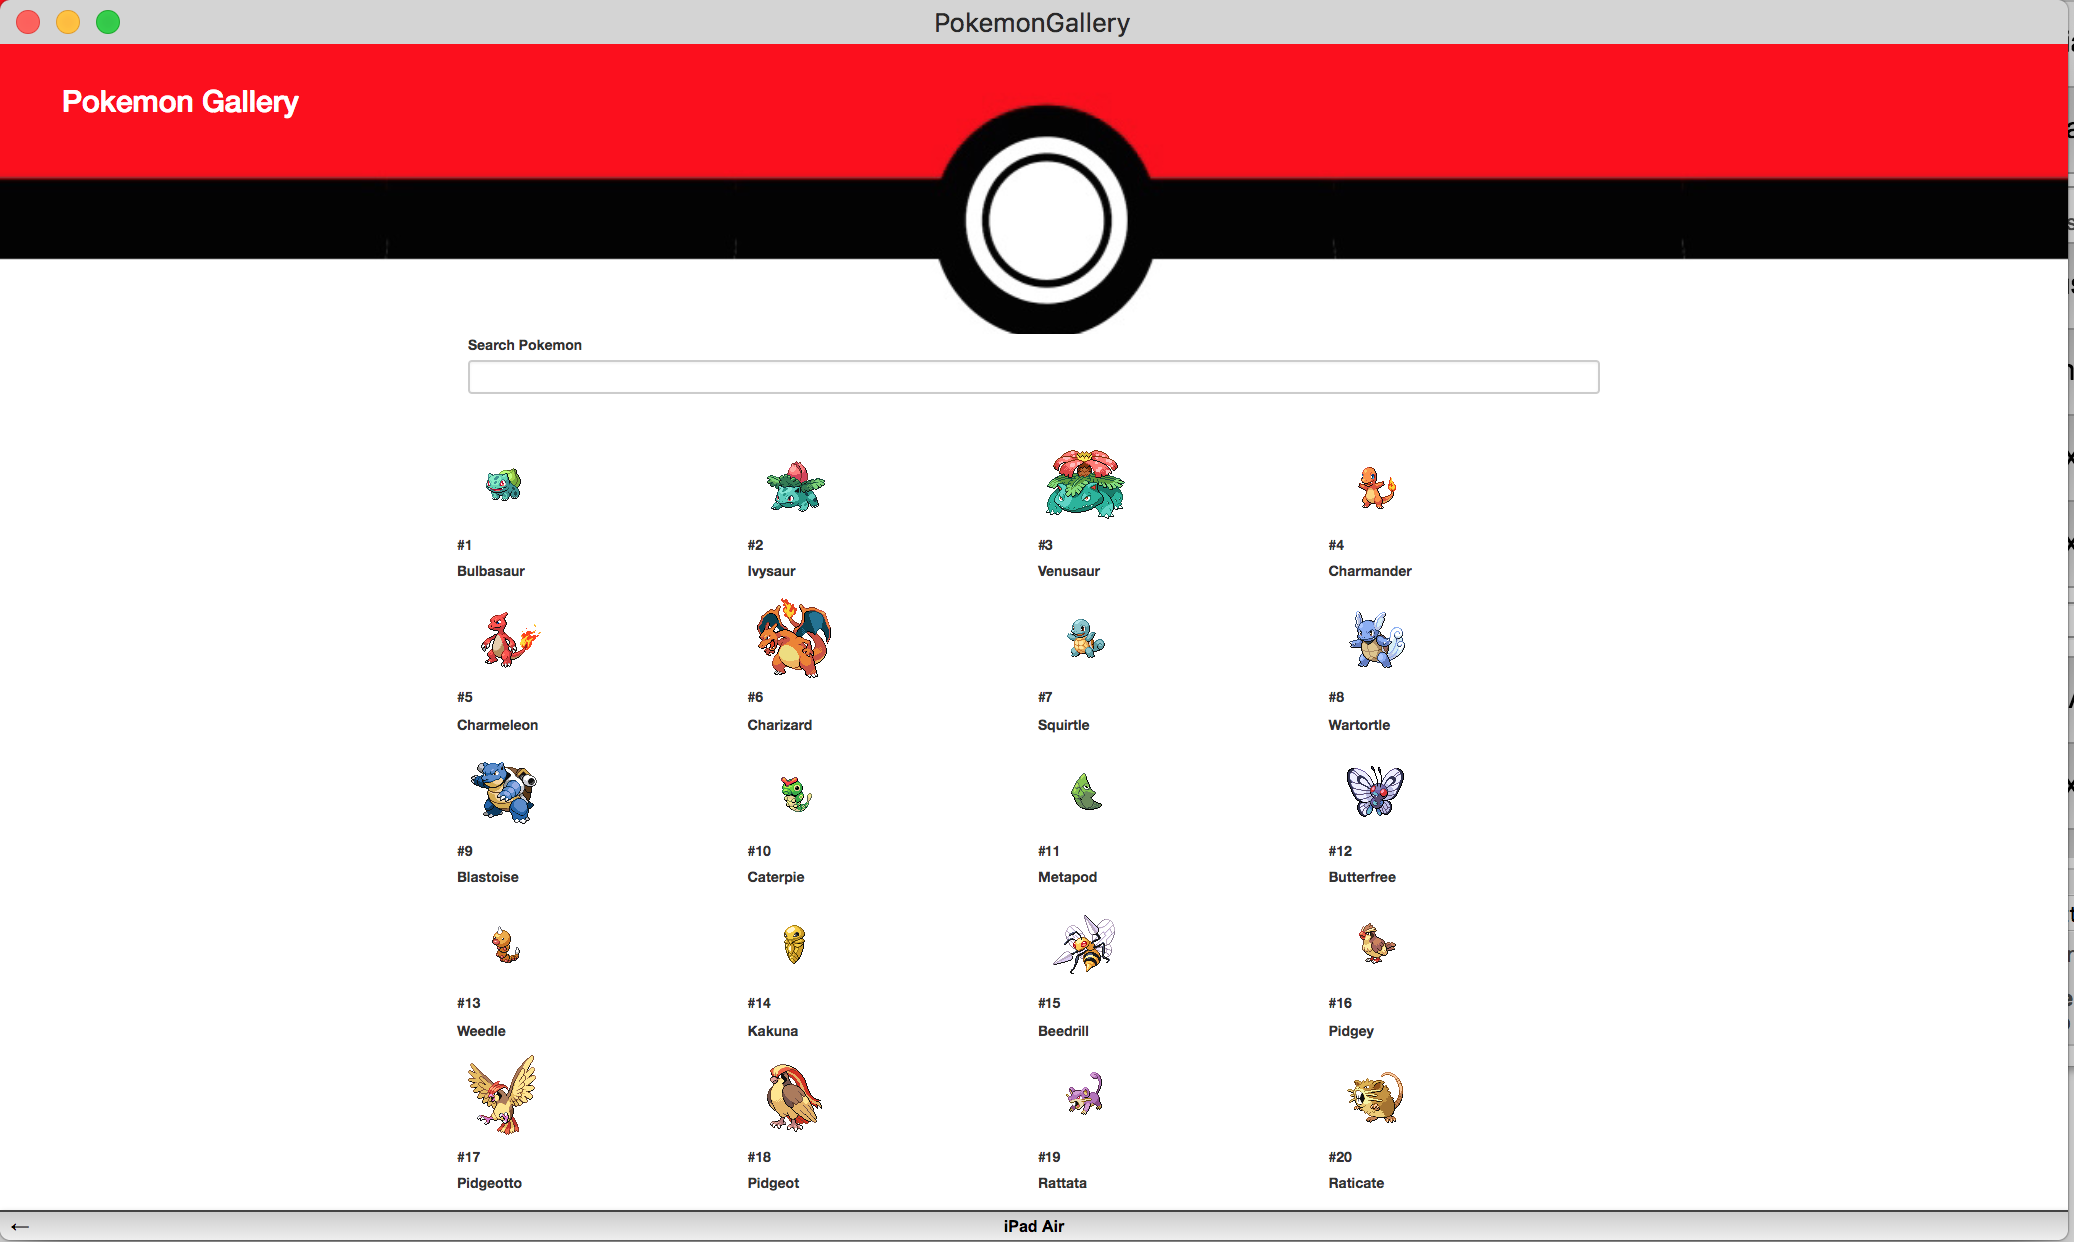 PokemonGallery
Pokemon Gallery
Search Pokemon
#1 #2 #3 #4
Bulbasaur Ivysaur Venusaur Charmander
#5 #6 #7 #8
Charmeleon Charizard Squirtle Wartortle
#9 #10 #11 #12
Blastoise Caterpie Metapod Butterfree
#13 #14 #15 #16
Weedle Kakuna Beedrill Pidgey
#17 #18 #19 #20
Pidgeotto Pidgeot Rattata Raticate
← iPad Air